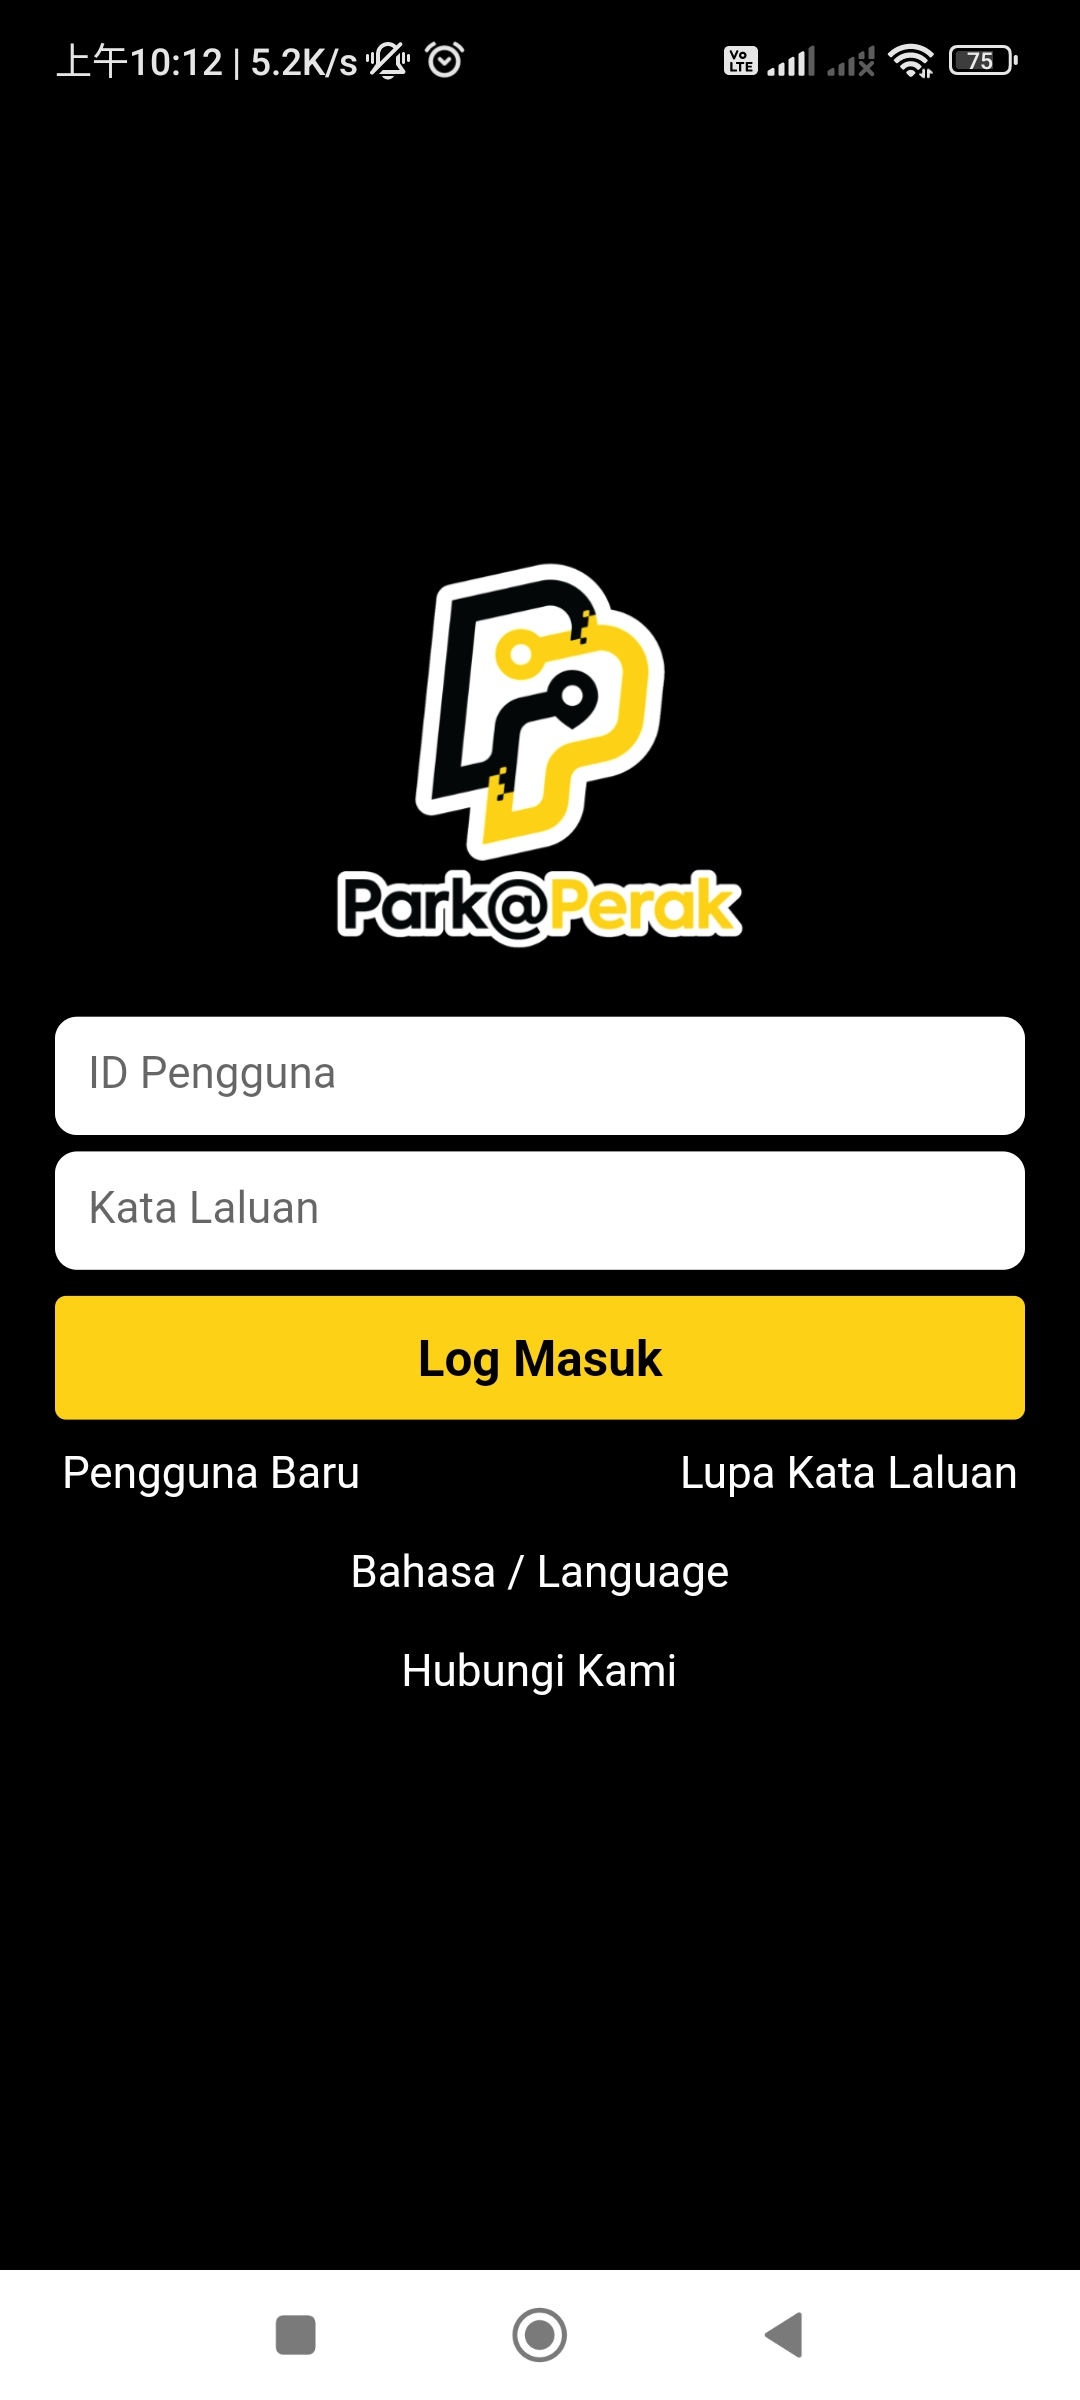 上午10:12 | 5.2K/s
Vo LTE
75
Park@Perak
ID Pengguna
Kata Laluan
Log Masuk
Pengguna Baru
Lupa Kata Laluan
Bahasa / Language
Hubungi Kami